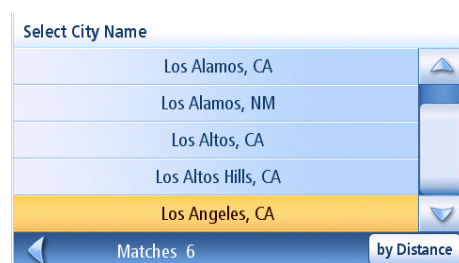 Select City Name
Los Alamos, CA
Los Alamos, NM
Los Altos, CA
Los Altos Hills, CA
Los Angeles, CA
Matches 6
by Distance